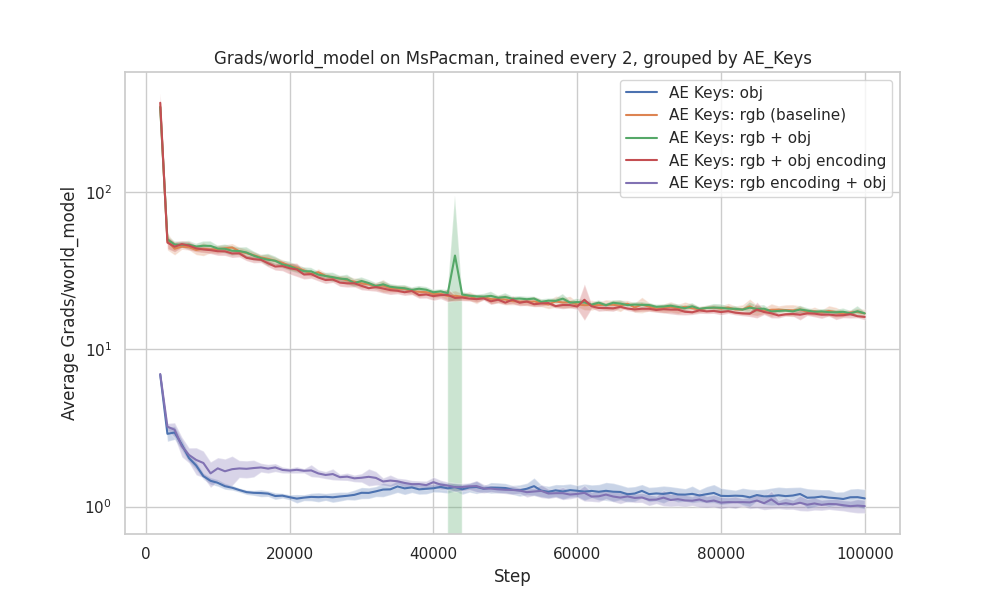 Grads/world_model on MsPacman, trained every 2, grouped by AE_Keys
AE Keys: obj
AE Keys: rgb (baseline)
AE Keys: rgb + obj
AE Keys: rgb + obj encoding
AE Keys: rgb encoding + obj
Average Grads/world_model
10²
10¹
10⁰
0 20000 40000 60000 80000 100000
Step